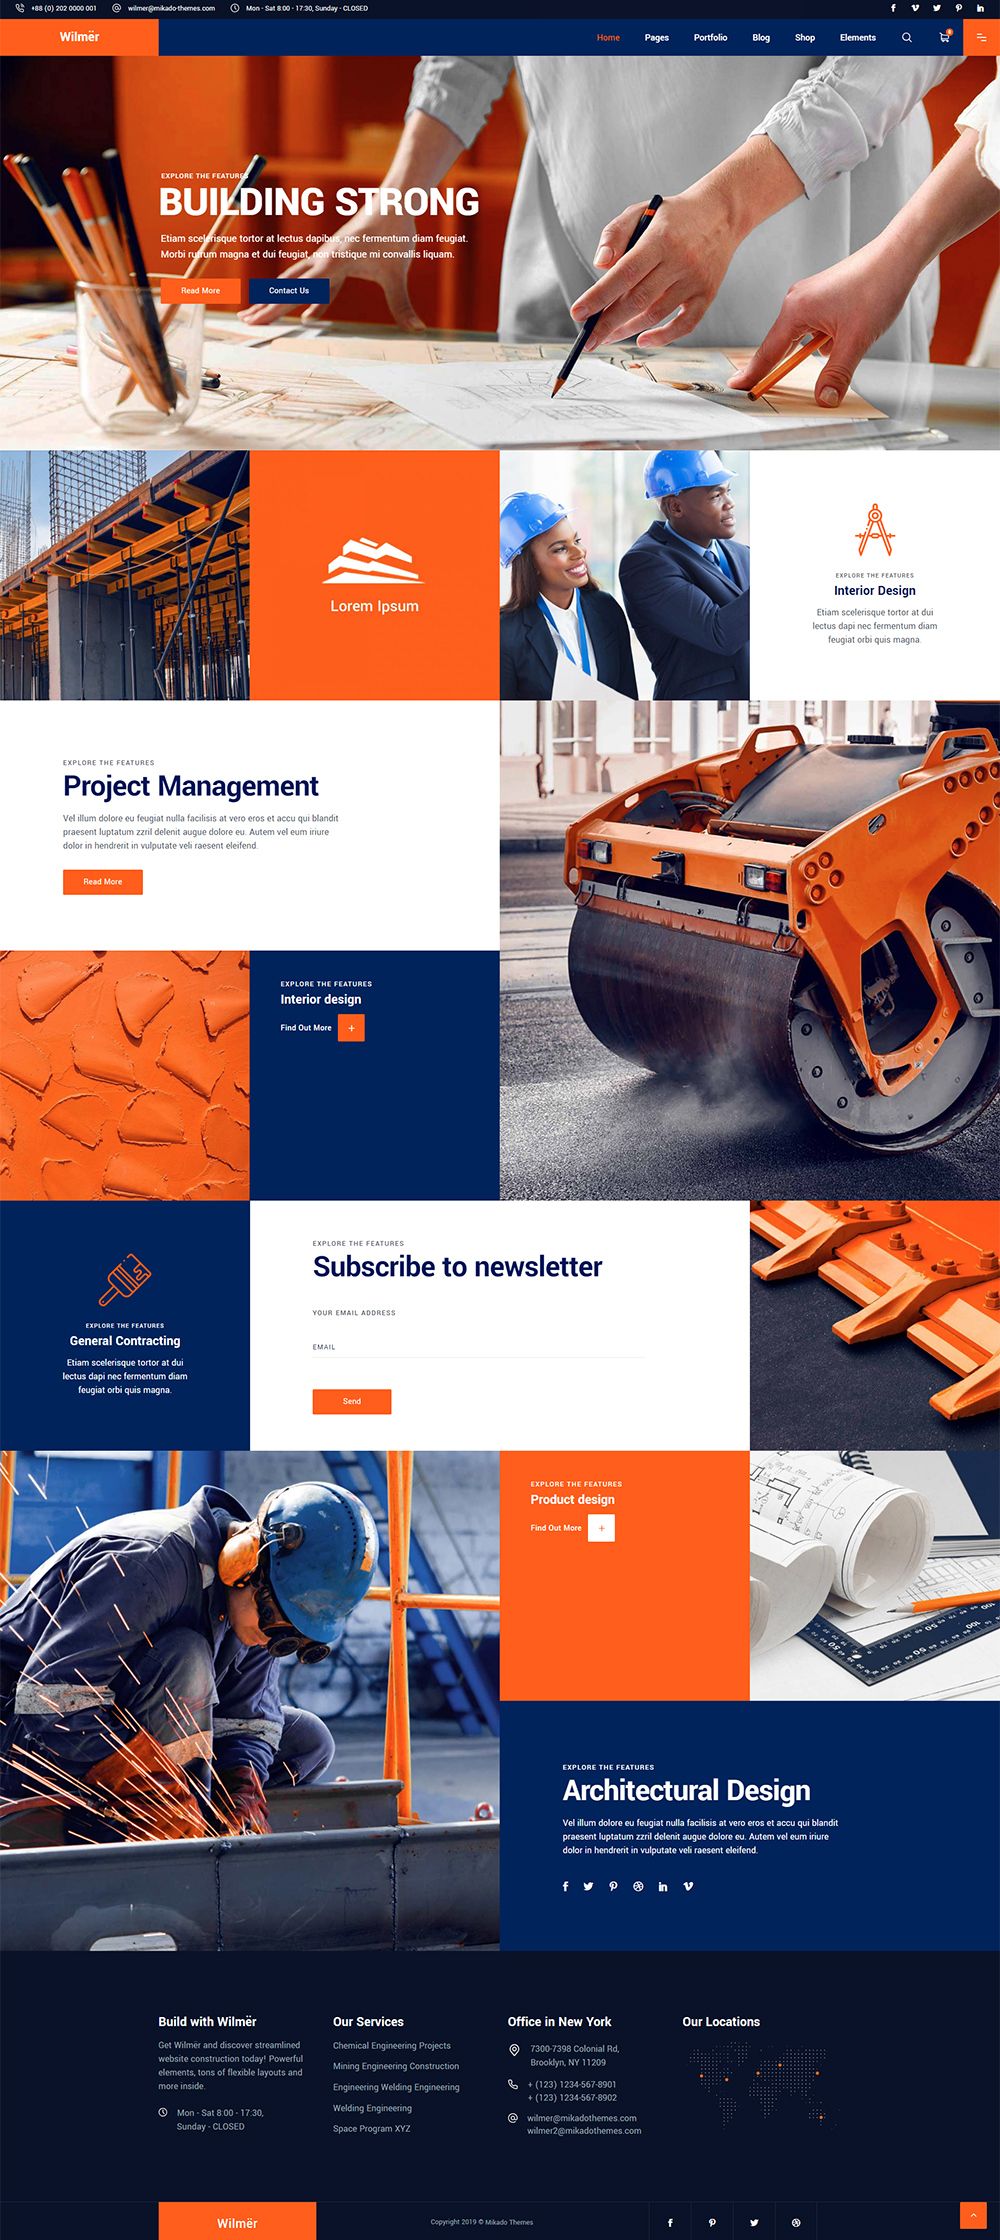 +88 (0) 202 0000 001 wilmer@mikado-themes.com Mon - Sat 8:00 - 17:30, Sunday - CLOSED
Wilmër
Home Pages Portfolio Blog Shop Elements
EXPLORE THE FEATURES
BUILDING STRONG
Etiam scelerisque tortor at lectus dapibus, nec fermentum diam feugiat.
Morbi rutrum magna et dui feugiat, non tristique mi convallis liquam.
Read More Contact Us
Lorem Ipsum
EXPLORE THE FEATURES
Interior Design
Etiam scelerisque tortor at dui
lectus dapi nec fermentum diam
feugiat orbi quis magna.
EXPLORE THE FEATURES
Project Management
Vel illum dolore eu feugiat nulla facilisis at vero eros et accu qui blandit
praesent luptatum zzril delenit augue dolore eu. Autem vel eum iriure
dolor in hendrerit in vulputate veli raesent eleifend.
Read More
EXPLORE THE FEATURES
Interior design
Find Out More +
EXPLORE THE FEATURES
General Contracting
Etiam scelerisque tortor at dui
lectus dapi nec fermentum diam
feugiat orbi quis magna.
EXPLORE THE FEATURES
Subscribe to newsletter
YOUR EMAIL ADDRESS
EMAIL
Send
EXPLORE THE FEATURES
Product design
Find Out More +
EXPLORE THE FEATURES
Architectural Design
Vel illum dolore eu feugiat nulla facilisis at vero eros et accu qui blandit
praesent luptatum zzril delenit augue dolore eu. Autem vel eum iriure
dolor in hendrerit in vulputate veli raesent eleifend.
Build with Wilmër
Get Wilmër and discover streamlined
website construction today! Powerful
elements, tons of flexible layouts and
more inside.
Mon - Sat 8:00 - 17:30,
Sunday - CLOSED
Our Services
Chemical Engineering Projects
Mining Engineering Construction
Engineering Welding Engineering
Welding Engineering
Space Program XYZ
Office in New York
7300-7398 Colonial Rd,
Brooklyn, NY 11209
+ (123) 1234-567-8901
+ (123) 1234-567-8902
wilmer@mikadothemes.com
wilmer2@mikadothemes.com
Our Locations
Wilmër
Copyright 2019 © Mikado Themes